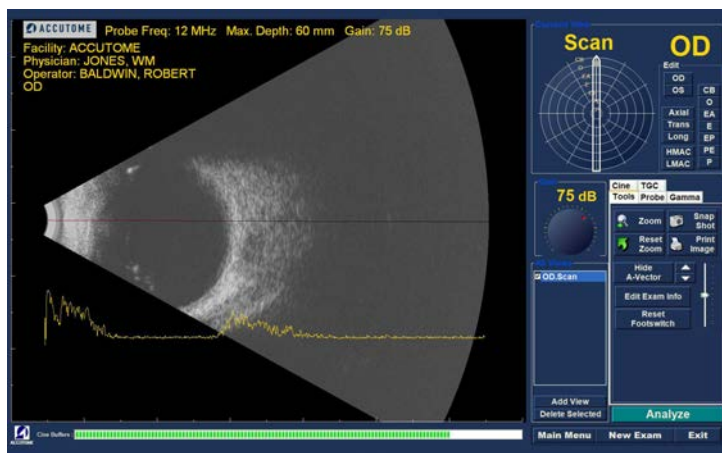 ACCUTOME Probe Freq: 12 MHz Max. Depth: 60 mm Gain: 75 dB
Facility: ACCUTOME
Physician: JONES, WM
Operator: BALDWIN, ROBERT
OD
Scan OD
Edit
OD
OS
Axial
Trans
Long
HMAC
LMAC
CB
O
EA
E
EP
PE
P
75 dB
Cine TGC
Tools Probe Gamma
Zoom
Snap Shot
Reset Zoom
Print Image
Hide A-Vector
Edit Exam Info
Reset Footswitch
OD.Scan
Add View
Delete Selected
Analyze
ACCUTOME
Cine Buffers
Main Menu New Exam Exit